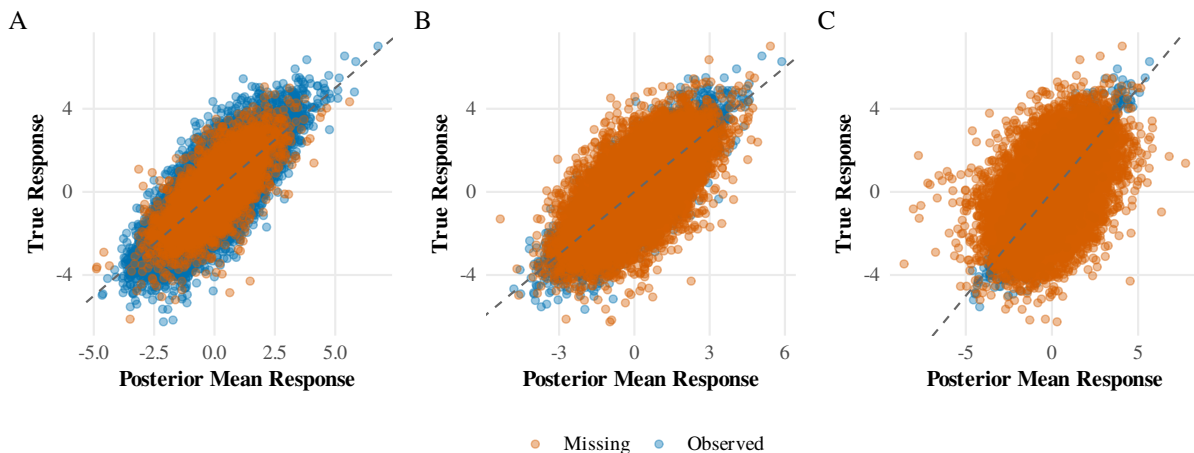 A
B
C
True Response
4
0
-4
-5.0
-2.5
0.0
2.5
5.0
Posterior Mean Response
True Response
4
0
-4
-3
0
3
6
Posterior Mean Response
True Response
4
0
-4
-5
0
5
Posterior Mean Response
Missing
Observed